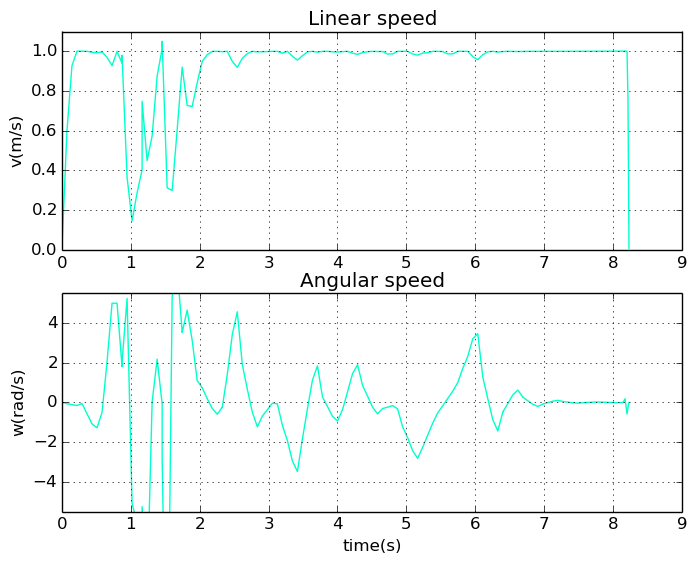 Linear speed
1.0
0.8
0.6
0.4
0.2
0.0
v(m/s)
0 1 2 3 4 5 6 7 8 9
Angular speed
4
2
0
−2
−4
w(rad/s)
0 1 2 3 4 5 6 7 8 9
time(s)